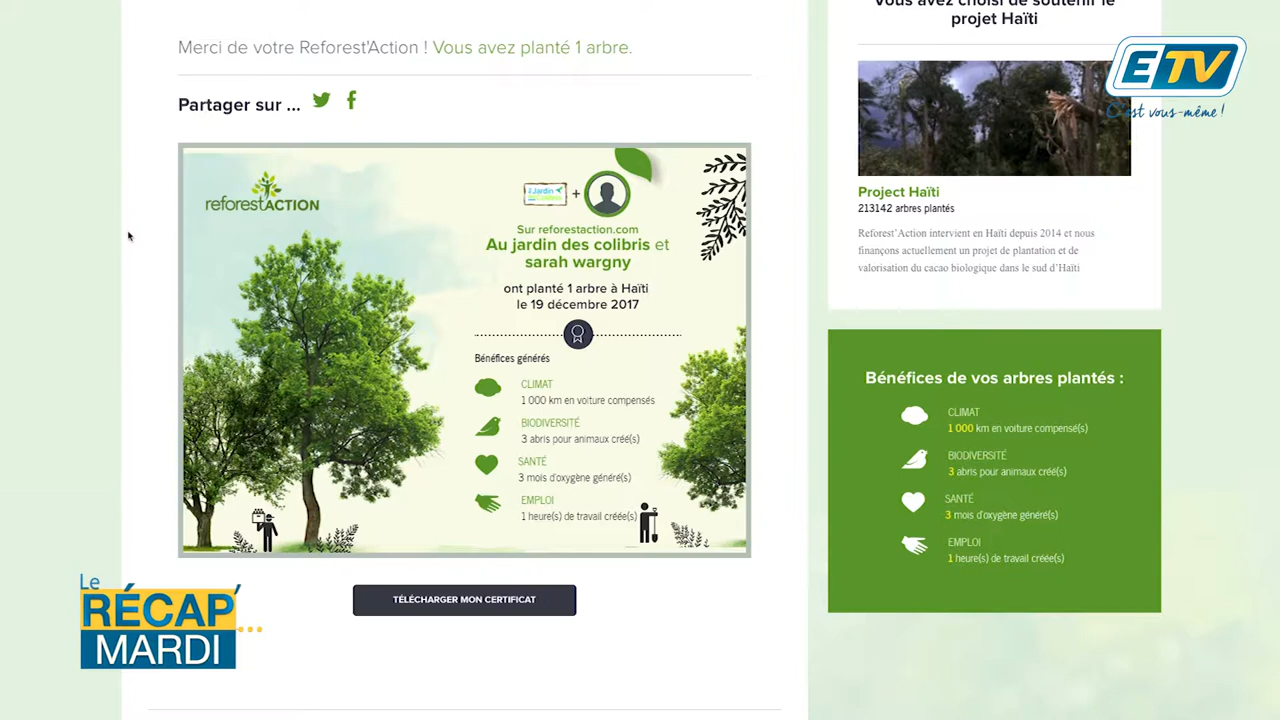 Merci de votre Reforest'Action ! Vous avez planté 1 arbre.
Partager sur ...
reforestACTION
Jardin
+
Sur reforestaction.com
Au jardin des colibris et
sarah wargny
ont planté 1 arbre à Haïti
le 19 décembre 2017
Bénéfices générés
CLIMAT
1 000 km en voiture compensés
BIODIVERSITÉ
3 abris pour animaux créé(s)
SANTÉ
3 mois d'oxygène généré(s)
EMPLOI
1 heure(s) de travail créée(s)
TÉLÉCHARGER MON CERTIFICAT
Vous avez choisi de soutenir le
projet Haïti
ETV
C'est vous-même !
Project Haïti
213142 arbres plantés
Reforest'Action intervient en Haïti depuis 2014 et nous
finançons actuellement un projet de plantation et de
valorisation du cacao biologique dans le sud d'Haïti
Bénéfices de vos arbres plantés :
CLIMAT
1 000 km en voiture compensé(s)
BIODIVERSITÉ
3 abris pour animaux créé(s)
SANTÉ
3 mois d'oxygène généré(s)
EMPLOI
1 heure(s) de travail créée(s)
Le
RÉCAP'...
MARDI